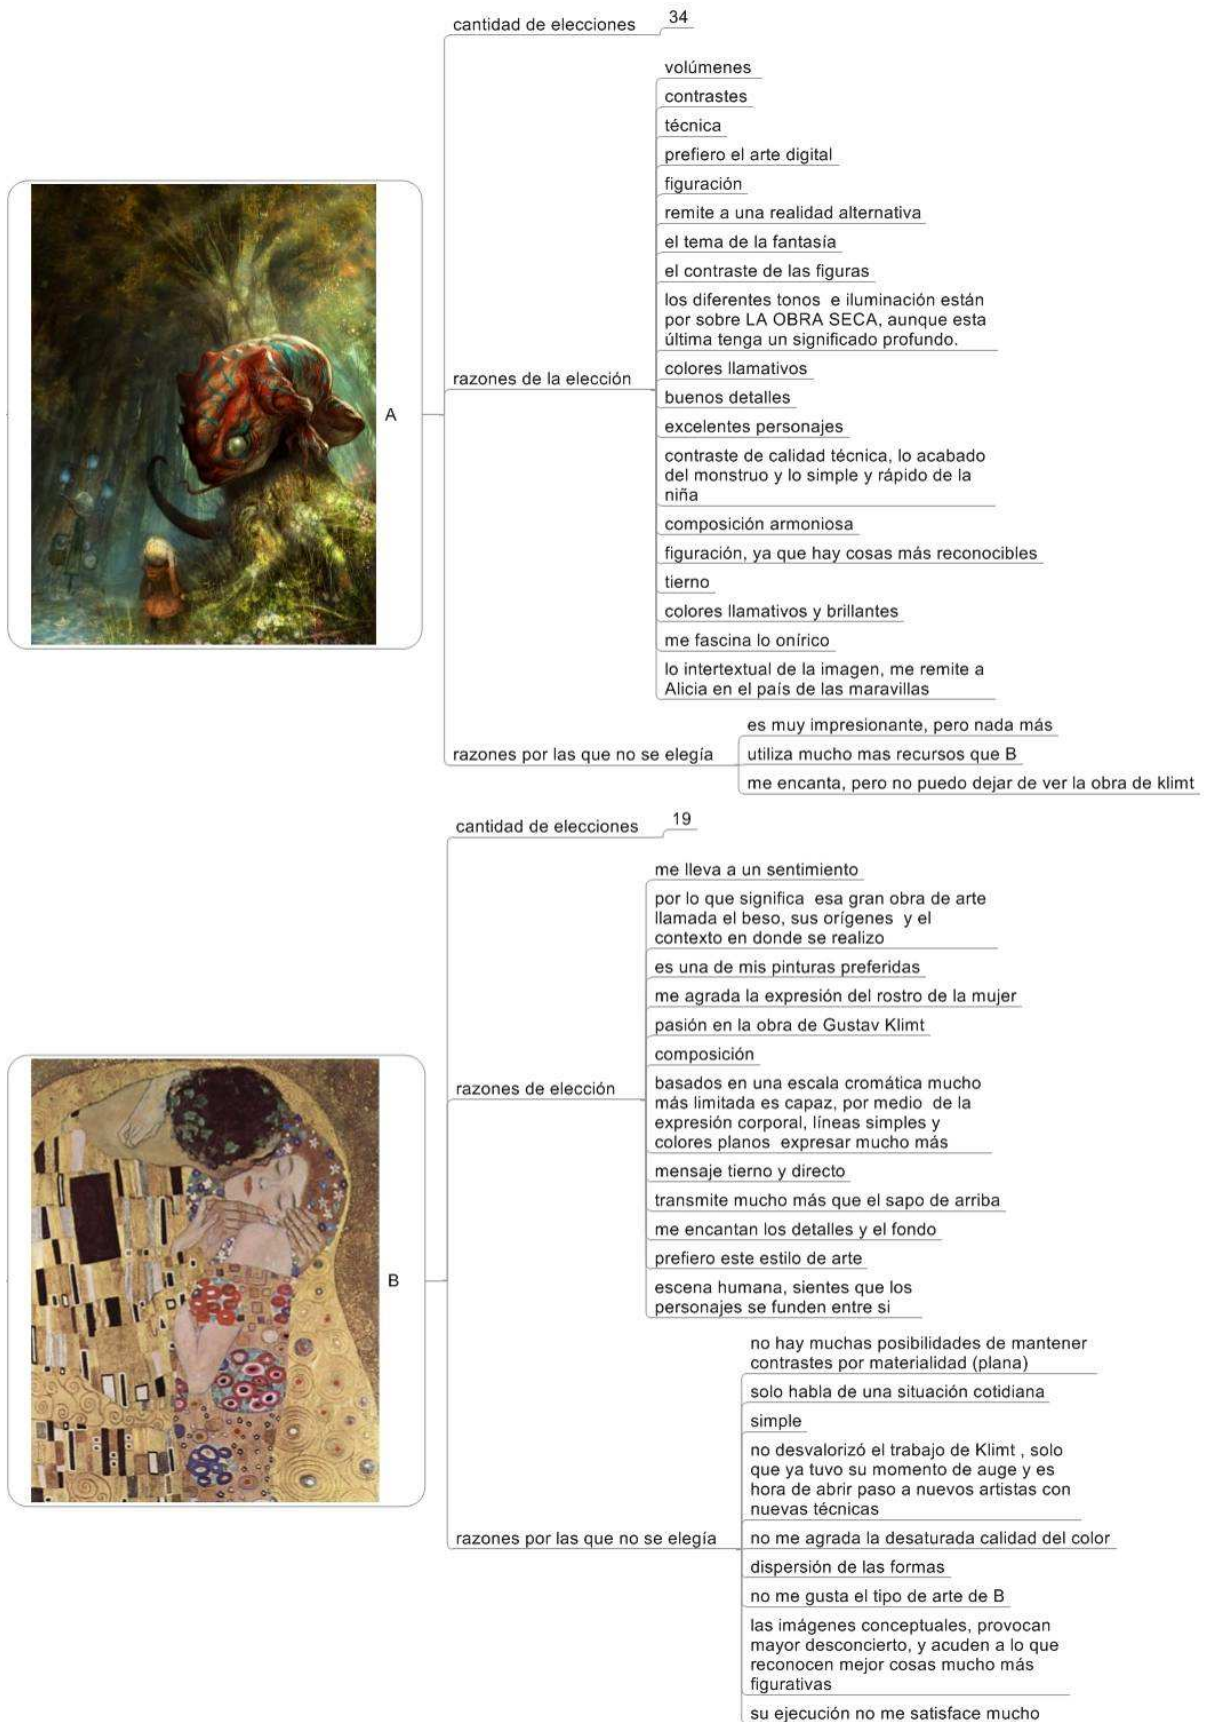 cantidad de elecciones
34
volúmenes
contrastes
técnica
prefiero el arte digital
figuración
remite a una realidad alternativa
el tema de la fantasía
el contraste de las figuras
los diferentes tonos e iluminación están
por sobre LA OBRA SECA, aunque esta
última tenga un significado profundo.
A
razones de la elección
colores llamativos
buenos detalles
excelentes personajes
contraste de calidad técnica, lo acabado
del monstruo y lo simple y rápido de la
niña
composición armoniosa
figuración, ya que hay cosas más reconocibles
tierno
colores llamativos y brillantes
me fascina lo onírico
lo intertextual de la imagen, me remite a
Alicia en el país de las maravillas
razones por las que no se elegía
es muy impresionante, pero nada más
utiliza mucho mas recursos que B
me encanta, pero no puedo dejar de ver la obra de klimt
cantidad de elecciones
19
me lleva a un sentimiento
por lo que significa esa gran obra de arte
llamada el beso, sus orígenes y el
contexto en donde se realizo
es una de mis pinturas preferidas
me agrada la expresión del rostro de la mujer
pasión en la obra de Gustav Klimt
composición
razones de elección
basados en una escala cromática mucho
más limitada es capaz, por medio de la
expresión corporal, líneas simples y
colores planos expresar mucho más
mensaje tierno y directo
transmite mucho más que el sapo de arriba
me encantan los detalles y el fondo
prefiero este estilo de arte
escena humana, sientes que los
personajes se funden entre si
B
razones por las que no se elegía
no hay muchas posibilidades de mantener
contrastes por materialidad (plana)
solo habla de una situación cotidiana
simple
no desvalorizó el trabajo de Klimt , solo
que ya tuvo su momento de auge y es
hora de abrir paso a nuevos artistas con
nuevas técnicas
no me agrada la desaturada calidad del color
dispersión de las formas
no me gusta el tipo de arte de B
las imágenes conceptuales, provocan
mayor desconcierto, y acuden a lo que
reconocen mejor cosas mucho más
figurativas
su ejecución no me satisface mucho